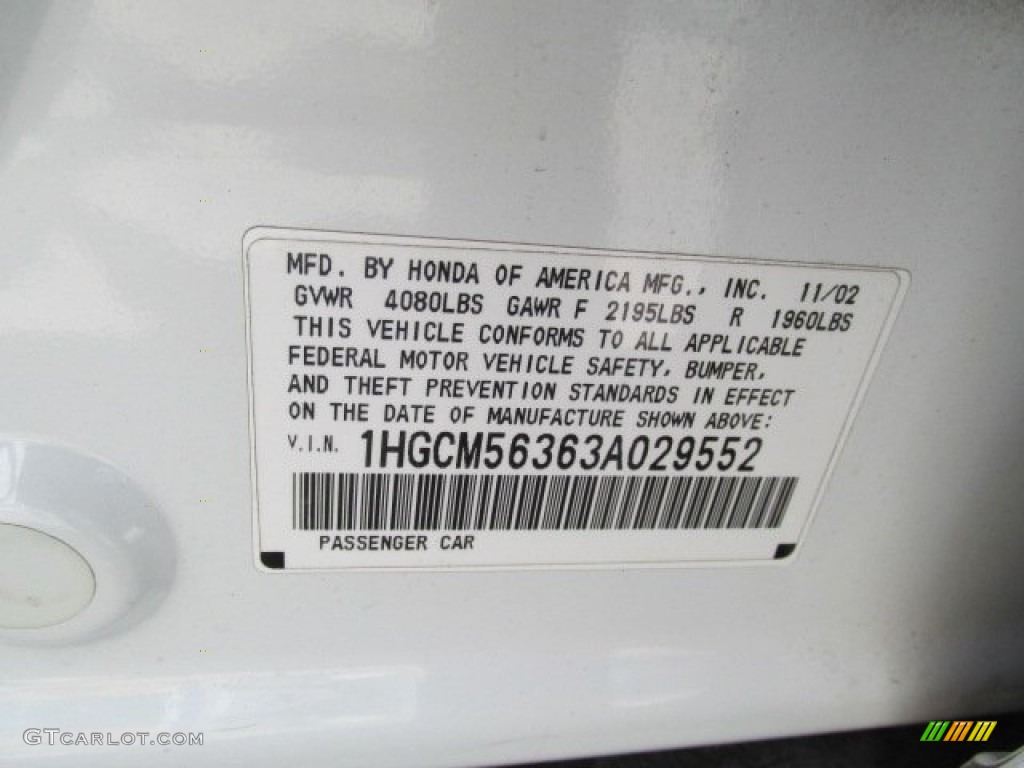 MFD. BY HONDA OF AMERICA MFG., INC. 11/02
GVWR 4080LBS GAWR F 2195LBS R 1960LBS
THIS VEHICLE CONFORMS TO ALL APPLICABLE
FEDERAL MOTOR VEHICLE SAFETY, BUMPER,
AND THEFT PREVENTION STANDARDS IN EFFECT
ON THE DATE OF MANUFACTURE SHOWN ABOVE:
V.I.N. 1HGCM56363A029552
PASSENGER CAR
GTCARLOT.COM